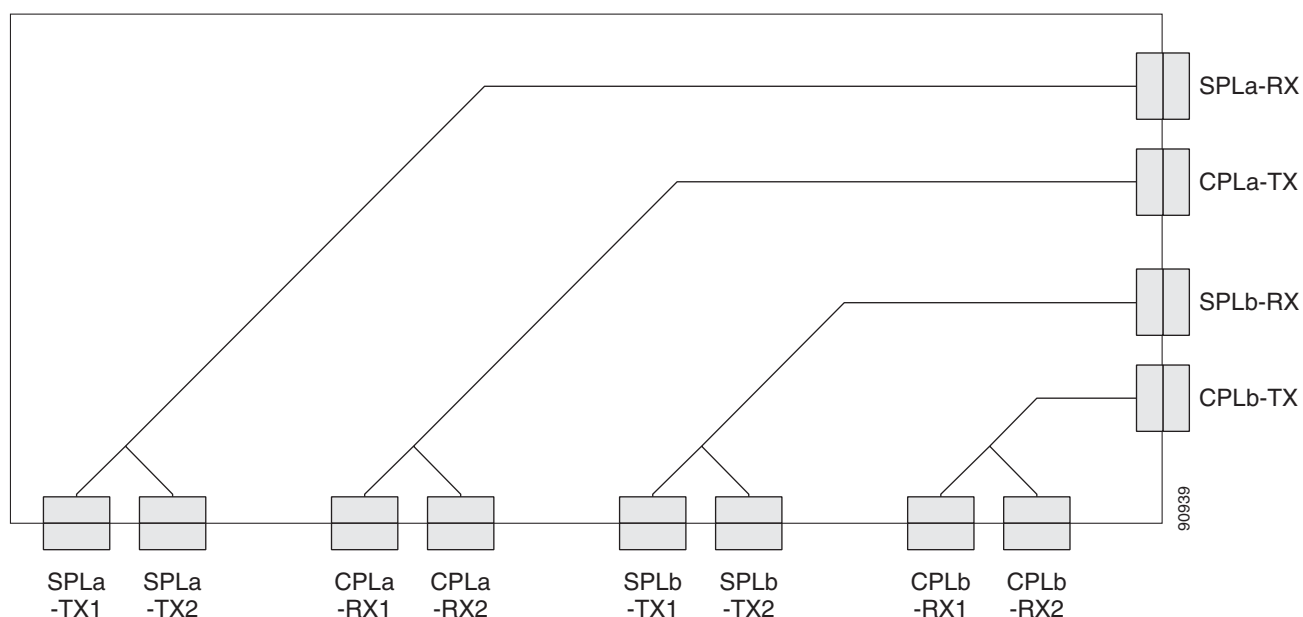 SPLa-RX
CPLa-TX
SPLb-RX
CPLb-TX
90939
SPLa
-TX1
SPLa
-TX2
CPLa
-RX1
CPLa
-RX2
SPLb
-TX1
SPLb
-TX2
CPLb
-RX1
CPLb
-RX2